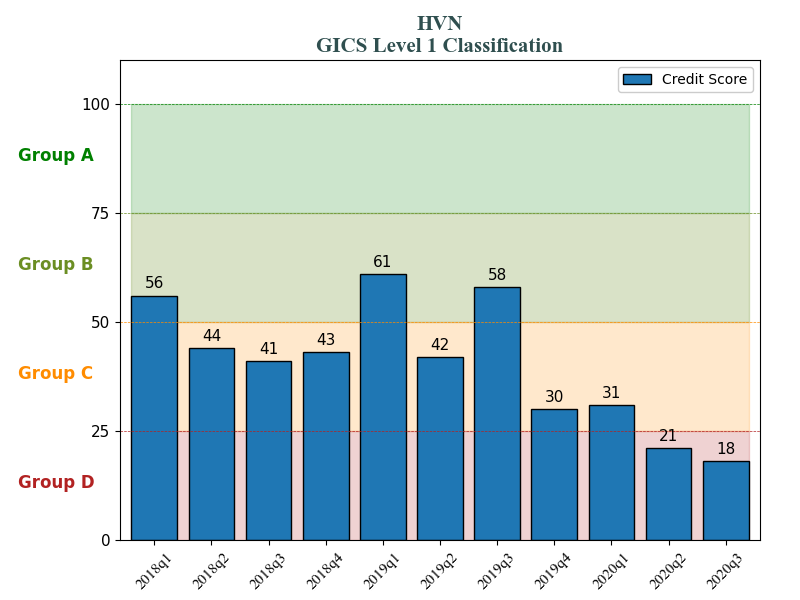 HVN
GICS Level 1 Classification
Credit Score
100
Group A
75
Group B
50
Group C
25
Group D
0
56
44
41
43
61
42
58
30
31
21
18
2018q1
2018q2
2018q3
2018q4
2019q1
2019q2
2019q3
2019q4
2020q1
2020q2
2020q3